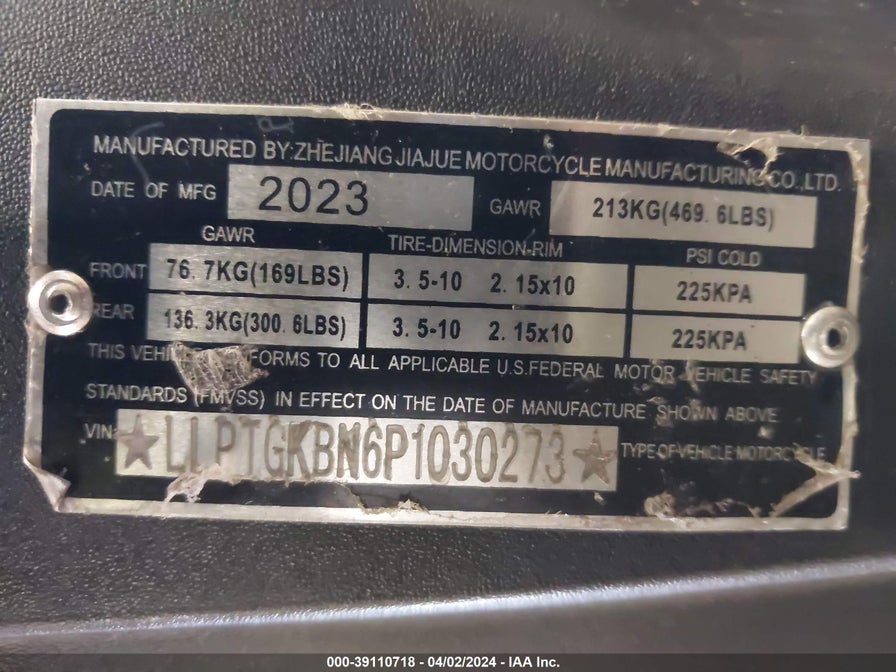 MANUFACTURED BY:ZHEJIANG JIAJUE MOTORCYCLE MANUFACTURING CO.,LTD.
DATE OF MFG 2023 GAWR 213KG(469.6LBS)
GAWR TIRE-DIMENSION-RIM PSI COLD
FRONT 76.7KG(169LBS) 3.5-10 2.15x10 225KPA
REAR 136.3KG(300.6LBS) 3.5-10 2.15x10 225KPA
THIS VEHI FORMS TO ALL APPLICABLE U.S.FEDERAL MOTOR VEHICLE SAFETY
STANDARDS (FMVSS) IN EFFECT ON THE DATE OF MANUFACTURE SHOWN ABOVE
VIN: ★LLPTGKBN6P1030273★ TYPE OF VEHICLE MOTORCYCLE
000-39110718 - 04/02/2024 - IAA Inc.